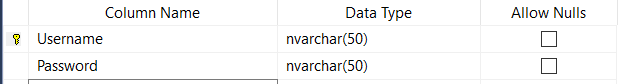 Column Name Data Type Allow Nulls
Username nvarchar(50)
Password nvarchar(50)